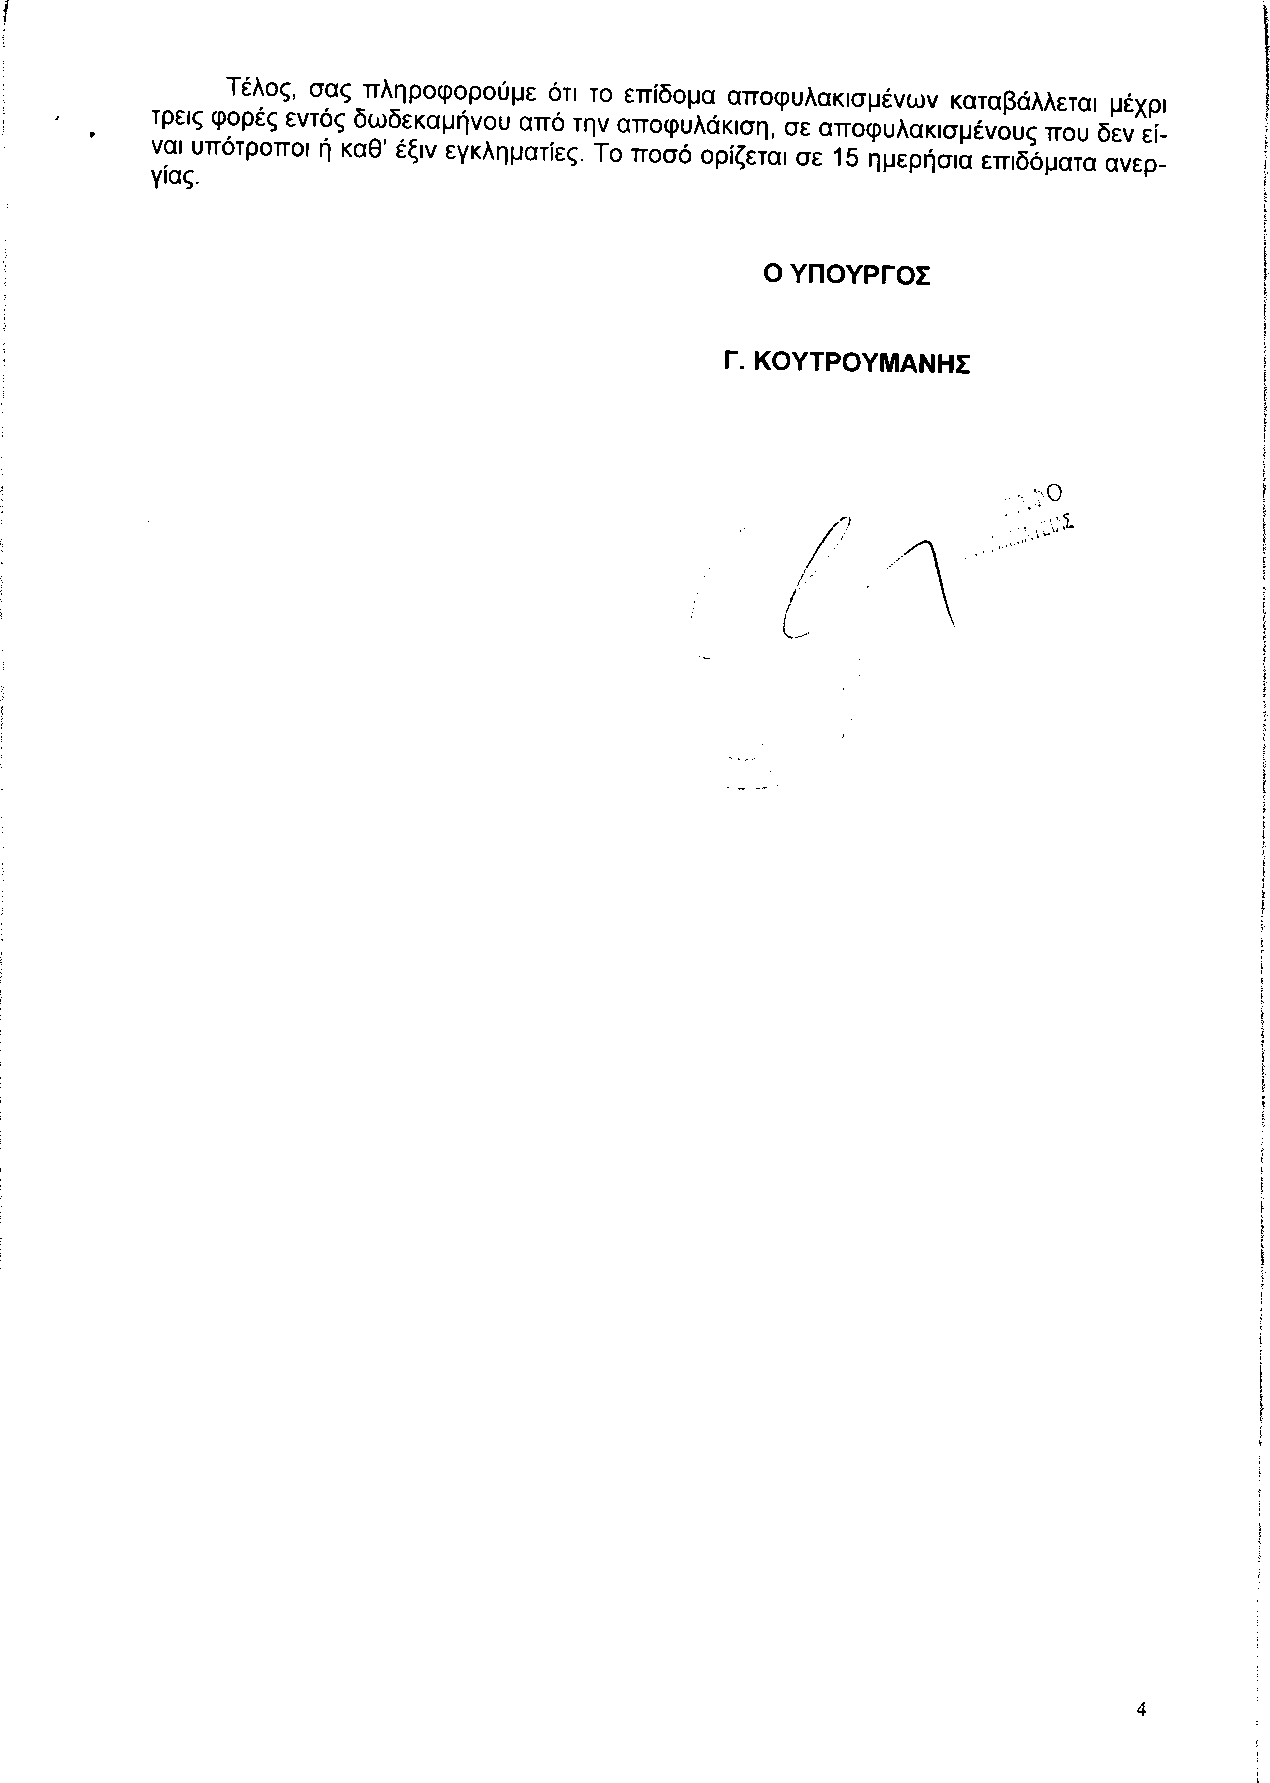 Τέλος, σας πληροφορούμε ότι το επίδομα αποφυλακισμένων καταβάλλεται μέχρι
τρεις φορές εντός δωδεκαμήνου από την αποφυλάκιση, σε αποφυλακισμένους που δεν εί-
ναι υπότροποι ή καθ' έξιν εγκληματίες. Το ποσό ορίζεται σε 15 ημερήσια επιδόματα ανερ-
γίας.
Ο ΥΠΟΥΡΓΟΣ
Γ. ΚΟΥΤΡΟΥΜΑΝΗΣ
4